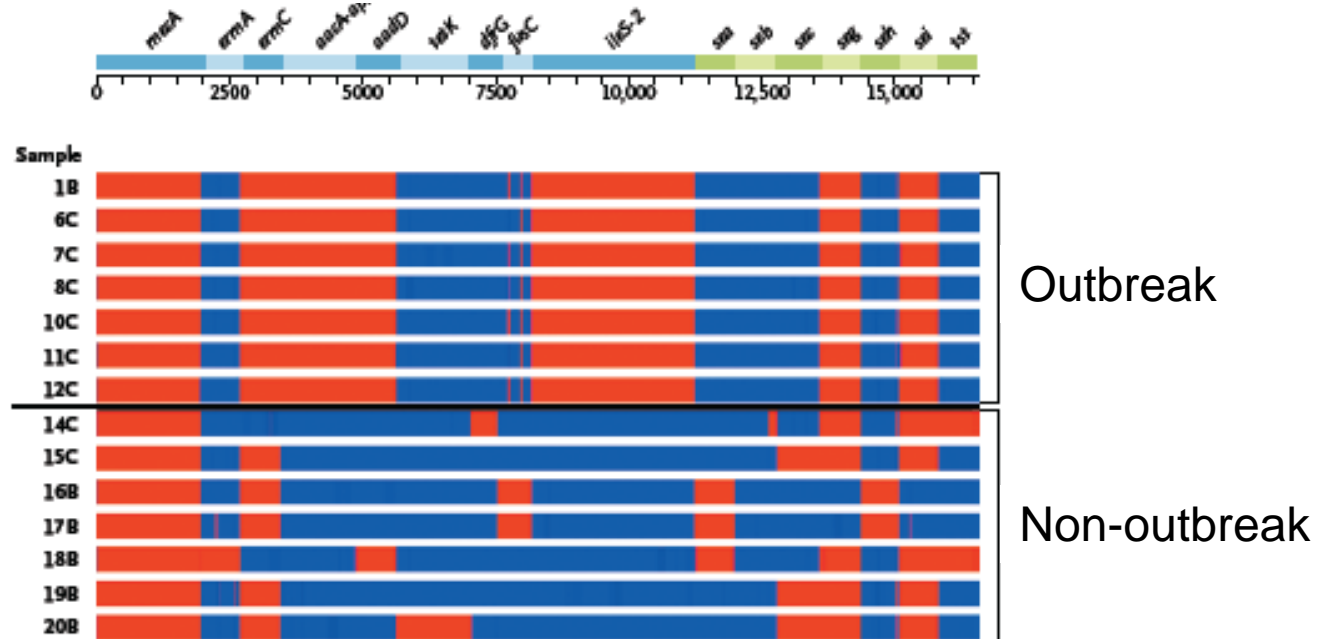 mecA ermA ermC aadD tetK dfrG fusC ileS-2 sea seb sec seg seh sei tst
0 2500 5000 7500 10,000 12,500 15,000
Sample
1B
6C
7C
8C
10C
11C
12C
14C
15C
16B
17B
18B
19B
20B
Outbreak
Non-outbreak